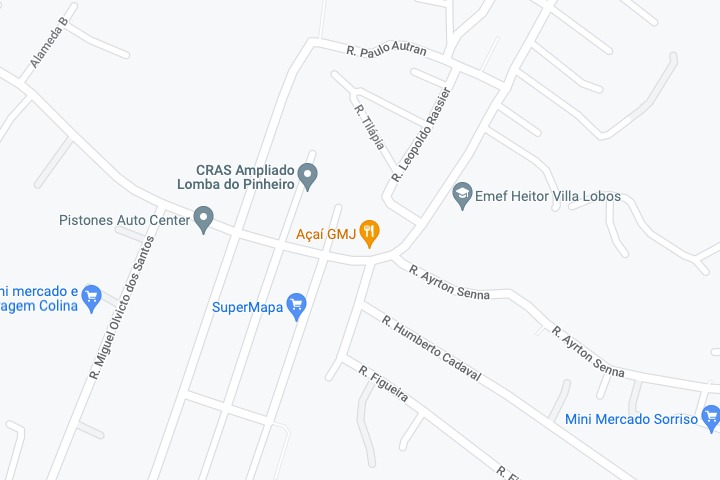 Alameda B
R. Paulo Autran
R. Tilápia
R. Leopoldo Rassier
CRAS Ampliado
Lomba do Pinheiro
Emef Heitor Villa Lobos
Pistones Auto Center
Açaí GMJ
R. Miguel Olvicto dos Santos
R. Ayrton Senna
ni mercado e
ragem Colina
SuperMapa
R. Humberto Cadaval
R. Ayrton Senna
R. Figueira
Mini Mercado Sorriso